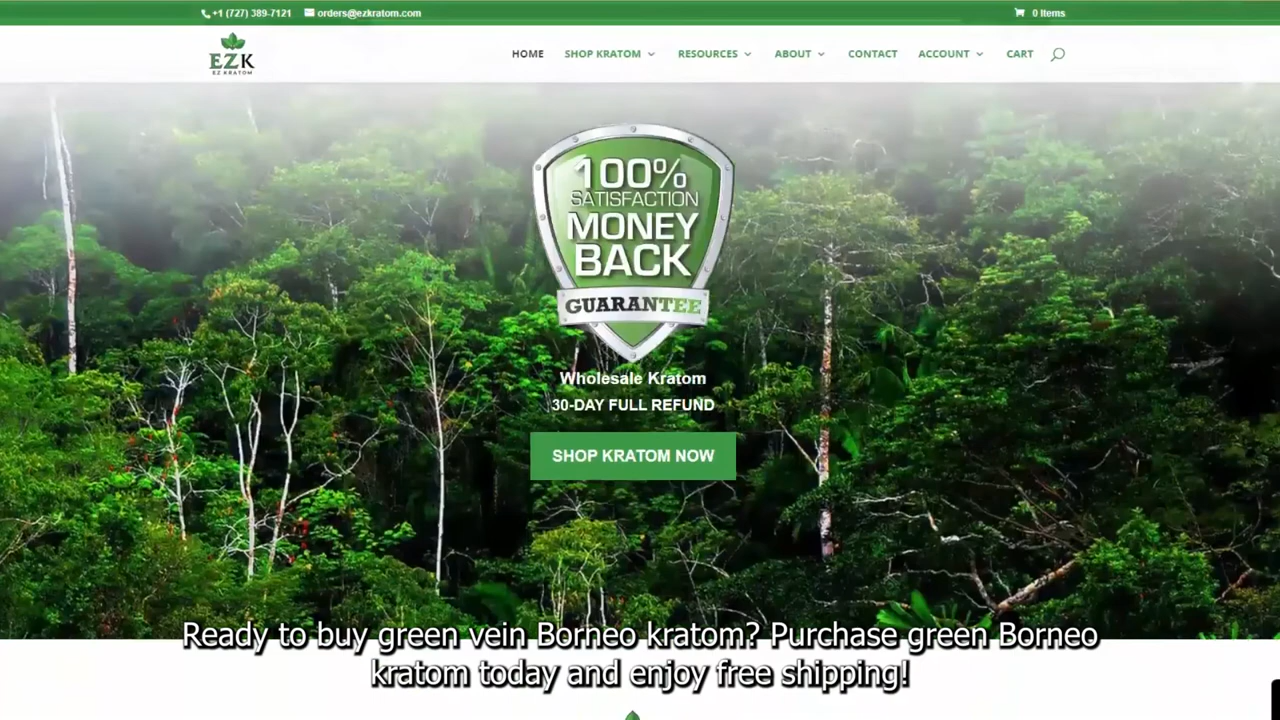 +1 (727) 389-7121 orders@ezkratom.com 0 Items
EZK
EZ KRATOM
HOME SHOP KRATOM RESOURCES ABOUT CONTACT ACCOUNT CART
100%
SATISFACTION
MONEY
BACK
GUARANTEE
Wholesale Kratom
30-DAY FULL REFUND
SHOP KRATOM NOW
Ready to buy green vein Borneo kratom? Purchase green Borneo
kratom today and enjoy free shipping!